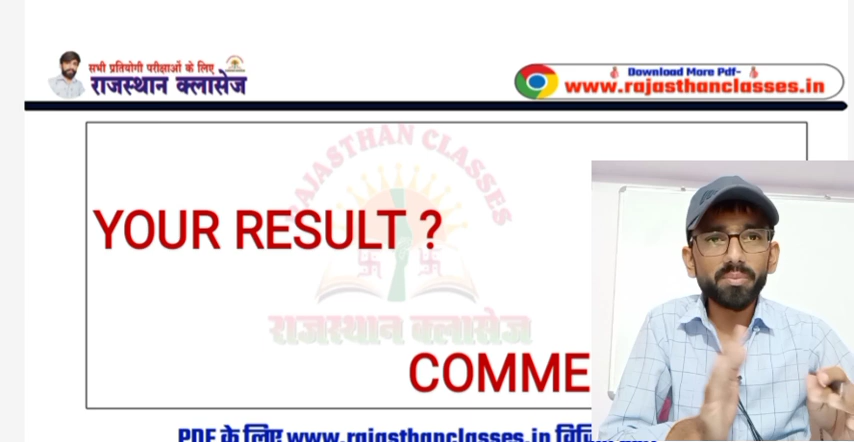 सभी प्रतियोगी परीक्षाओं के लिए
राजस्थान क्लासेज
Download More Pdf-
www.rajasthanclasses.in
RAJASTHAN CLASSES
YOUR RESULT ?
राजस्थान क्लासेज
COMME
PDF के लिए www.rajasthanclasses.in